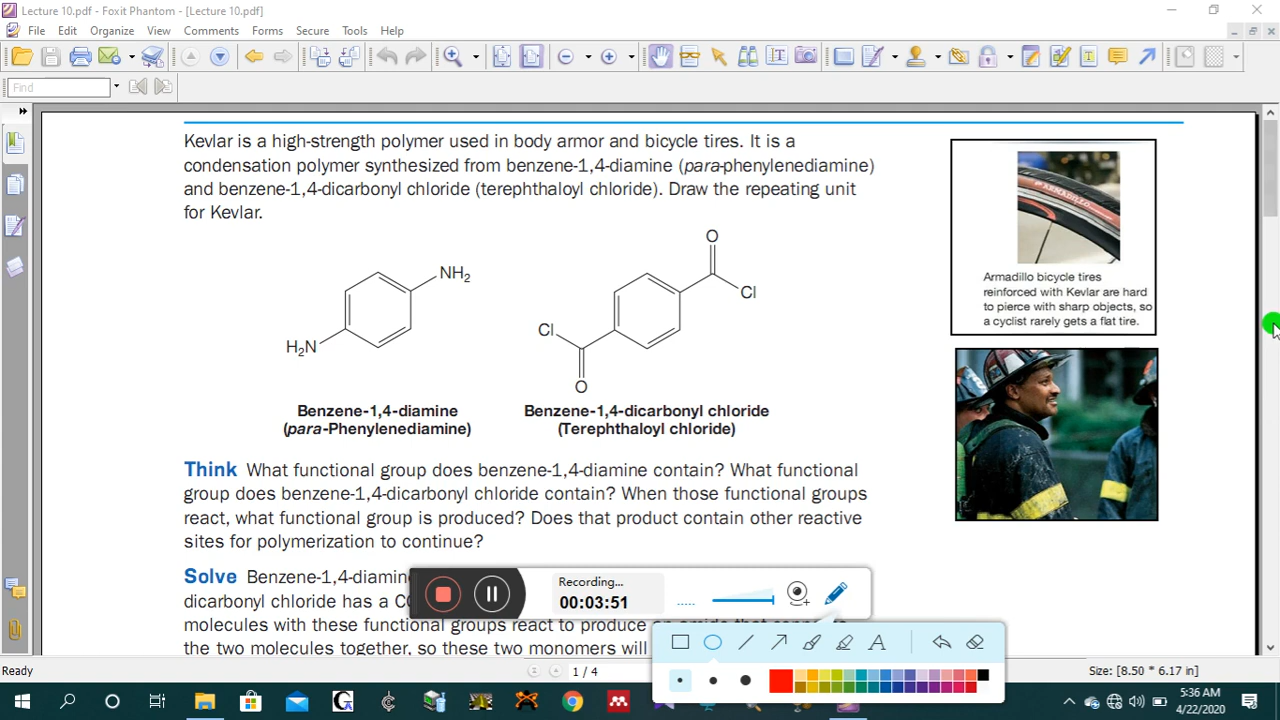 Lecture 10.pdf - Foxit Phantom - [Lecture 10.pdf]
File Edit Organize View Comments Forms Secure Tools Help
Find
Kevlar is a high-strength polymer used in body armor and bicycle tires. It is a
condensation polymer synthesized from benzene-1,4-diamine (para-phenylenediamine)
and benzene-1,4-dicarbonyl chloride (terephthaloyl chloride). Draw the repeating unit
for Kevlar.
NH2
H2N
O
Cl
Cl
O
Benzene-1,4-diamine
(para-Phenylenediamine)
Benzene-1,4-dicarbonyl chloride
(Terephthaloyl chloride)
ARMADILLO
Armadillo bicycle tires
reinforced with Kevlar are hard
to pierce with sharp objects, so
a cyclist rarely gets a flat tire.
Think What functional group does benzene-1,4-diamine contain? What functional
group does benzene-1,4-dicarbonyl chloride contain? When those functional groups
react, what functional group is produced? Does that product contain other reactive
sites for polymerization to continue?
Solve Benzene-1,4-diamine
dicarbonyl chloride has a CO
molecules with these functional groups react to produce an amide that
the two molecules together, so these two monomers will
Recording...
00:03:51
A
Ready
1 / 4
Size: [8.50 * 6.17 in]
5:36 AM
4/22/2020